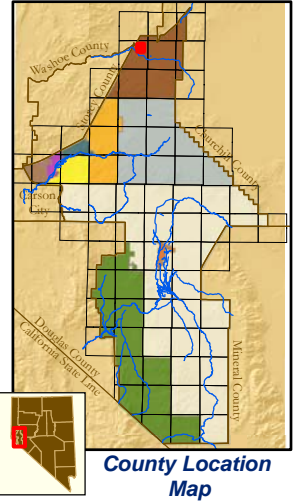 Washoe County
Storey County
Churchill County
Carson
City
Douglas County
California State Line
Mineral County
County Location
Map